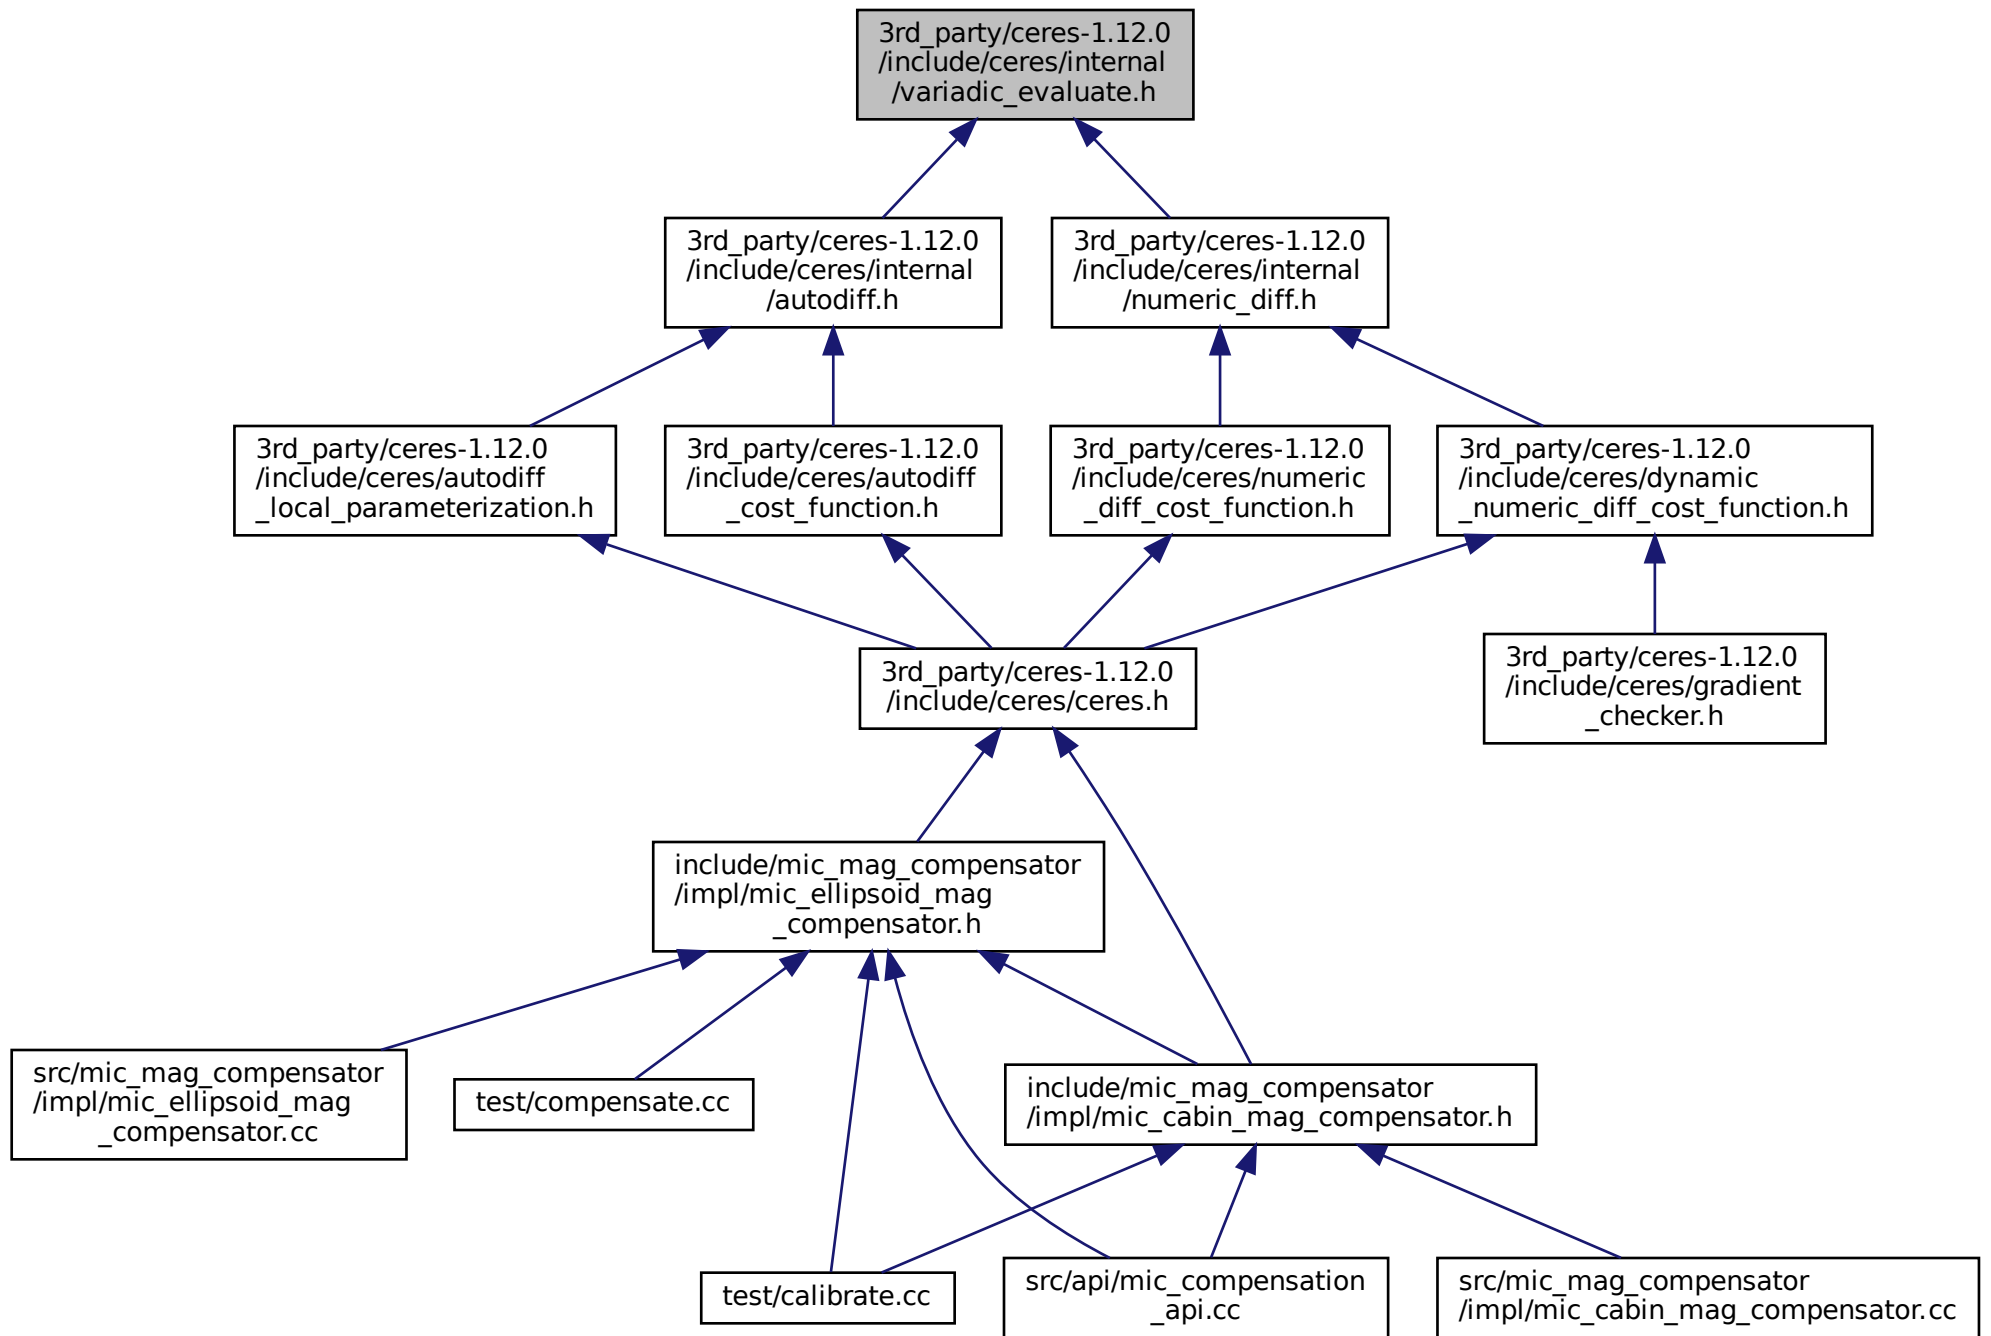 3rd_party/ceres-1.12.0
/include/ceres/internal
/variadic_evaluate.h
3rd_party/ceres-1.12.0
/include/ceres/internal
/autodiff.h
3rd_party/ceres-1.12.0
/include/ceres/internal
/numeric_diff.h
3rd_party/ceres-1.12.0
/include/ceres/autodiff
_local_parameterization.h
3rd_party/ceres-1.12.0
/include/ceres/autodiff
_cost_function.h
3rd_party/ceres-1.12.0
/include/ceres/numeric
_diff_cost_function.h
3rd_party/ceres-1.12.0
/include/ceres/dynamic
_numeric_diff_cost_function.h
3rd_party/ceres-1.12.0
/include/ceres/ceres.h
3rd_party/ceres-1.12.0
/include/ceres/gradient
_checker.h
include/mic_mag_compensator
/impl/mic_ellipsoid_mag
_compensator.h
src/mic_mag_compensator
/impl/mic_ellipsoid_mag
_compensator.cc
test/compensate.cc
include/mic_mag_compensator
/impl/mic_cabin_mag_compensator.h
test/calibrate.cc
src/api/mic_compensation
_api.cc
src/mic_mag_compensator
/impl/mic_cabin_mag_compensator.cc